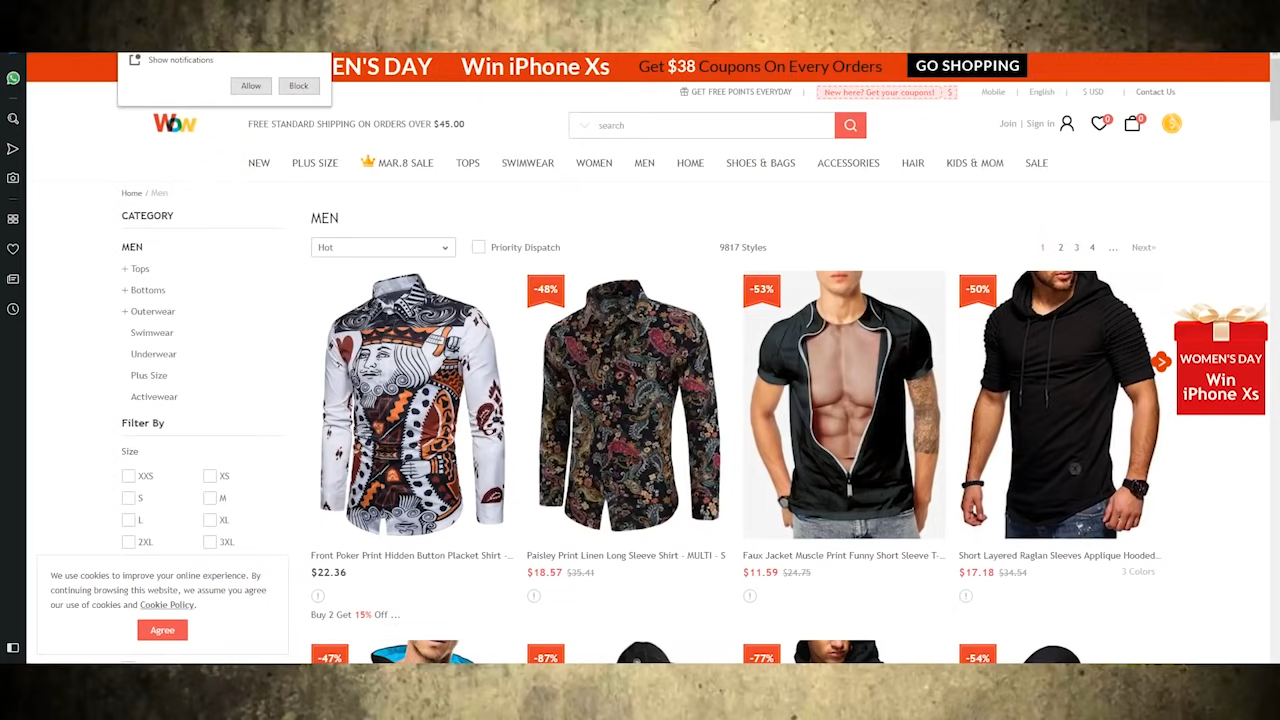 Show notifications
Allow Block
EN'S DAY Win iPhone Xs Get $38 Coupons On Every Orders GO SHOPPING
GET FREE POINTS EVERYDAY | New here? Get your coupons! $ Mobile | English | $ USD | Contact Us
WOW FREE STANDARD SHIPPING ON ORDERS OVER $45.00 search Join | Sign in 0 0 $
NEW PLUS SIZE MAR.8 SALE TOPS SWIMWEAR WOMEN MEN HOME SHOES & BAGS ACCESSORIES HAIR KIDS & MOM SALE
Home / Men
CATEGORY
MEN
+ Tops
+ Bottoms
+ Outerwear
Swimwear
Underwear
Plus Size
Activewear
Filter By
Size
XXS XS
S M
L XL
2XL 3XL
We use cookies to improve your online experience. By
continuing browsing this website, we assume you agree
our use of cookies and Cookie Policy.
Agree
MEN
Hot Priority Dispatch 9817 Styles 1 2 3 4 ... Next»
-48% -53% -50%
WOMEN'S DAY
Win
iPhone Xs
Front Poker Print Hidden Button Placket Shirt -... Paisley Print Linen Long Sleeve Shirt - MULTI - S Faux Jacket Muscle Print Funny Short Sleeve T-... Short Layered Raglan Sleeves Applique Hooded...
$22.36 $18.57 $35.41 $11.59 $24.75 $17.18 $34.54 3 Colors
Buy 2 Get 15% Off ...
-47% -87% -77% -54%